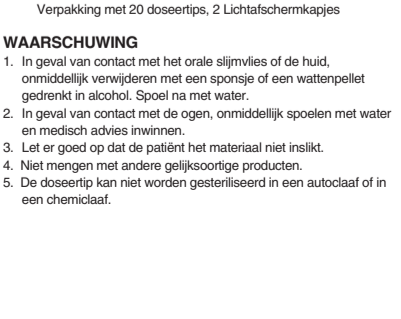 Verpakking met 20 doseertips, 2 Lichtafschermkapjes
WAARSCHUWING
1. In geval van contact met het orale slijmvlies of de huid,
onmiddellijk verwijderen met een sponsje of een wattenpellet
gedrenkt in alcohol. Spoel na met water.
2. In geval van contact met de ogen, onmiddellijk spoelen met water
en medisch advies inwinnen.
3. Let er goed op dat de patiënt het materiaal niet inslikt.
4. Niet mengen met andere gelijksoortige producten.
5. De doseertip kan niet worden gesteriliseerd in een autoclaaf of in
een chemiclaaf.